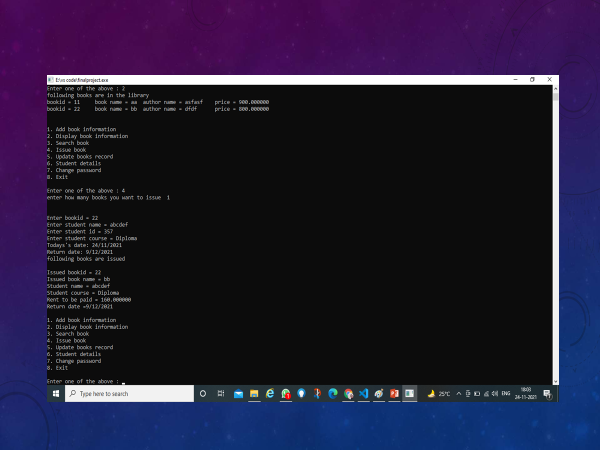 E:\vs code\finalproject.exe
Enter one of the above : 2
following books are in the library
bookid = 11 book name = aa author name = asfasf price = 900.000000
bookid = 22 book name = bb author name = dfdf price = 800.000000
1. Add book information
2. Display book information
3. Search book
4. Issue book
5. Update books record
6. Student details
7. Change password
8. Exit
Enter one of the above : 4
enter how many books you want to issue 1
Enter bookid = 22
Enter student name = abcdef
Enter student id = 357
Enter student course = Diploma
Todays's date: 24/11/2021
Return date: 9/12/2021
following books are issued
Issued bookid = 22
Issued book name = bb
Student name = abcdef
Student course = Diploma
Rent to be paid = 160.000000
Return date =9/12/2021
1. Add book information
2. Display book information
3. Search book
4. Issue book
5. Update books record
6. Student details
7. Change password
8. Exit
Enter one of the above :
Type here to search
25°C
ENG
18:03
24-11-2021